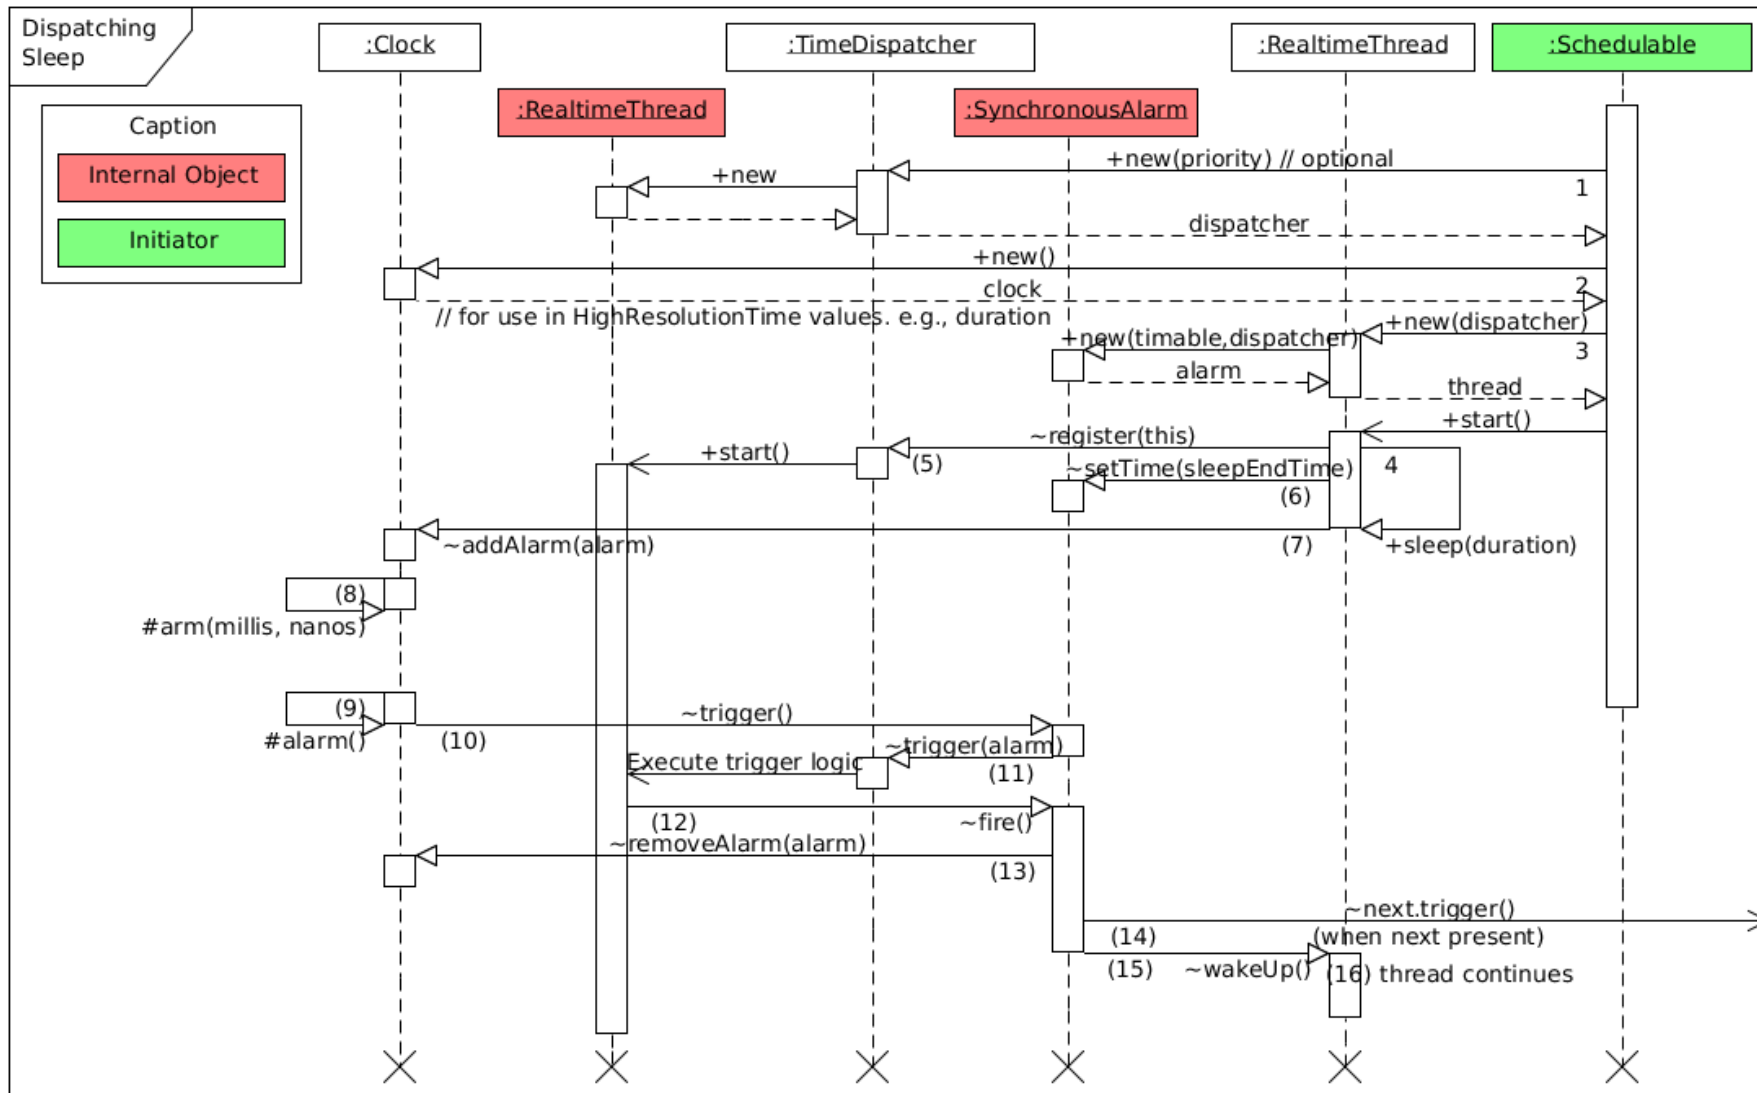 Dispatching
Sleep
:Clock
:TimeDispatcher
:RealtimeThread
:Schedulable
:RealtimeThread
:SynchronousAlarm
Caption
Internal Object
Initiator
+new(priority) // optional
1
+new
dispatcher
+new()
2
clock
// for use in HighResolutionTime values. e.g., duration
+new(dispatcher)
3
+new(timable,dispatcher)
alarm
thread
+start()
~register(this)
4
+start()
(5)
~setTime(sleepEndTime)
(6)
~addAlarm(alarm)
(7)
+sleep(duration)
(8)
#arm(millis, nanos)
(9)
#alarm()
~trigger()
(10)
~trigger(alarm)
Execute trigger logic
(11)
(12)
~fire()
~removeAlarm(alarm)
(13)
~next.trigger()
(14)
(when next present)
(15)
~wakeUp()
(16) thread continues